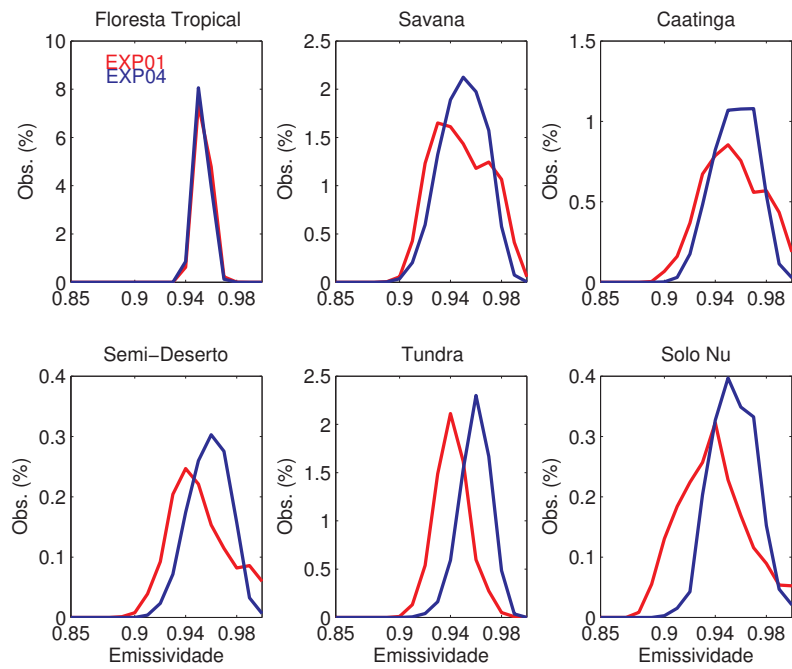 Floresta Tropical
Savana
Caatinga
10
8
6
4
2
0
Obs. (%)
EXP01
EXP04
0.85 0.9 0.94 0.98
2.5
2
1.5
1
0.5
0
Obs. (%)
0.85 0.9 0.94 0.98
1.5
1
0.5
0
Obs. (%)
0.85 0.9 0.94 0.98
Semi−Deserto
Tundra
Solo Nu
0.4
0.3
0.2
0.1
0
Obs. (%)
0.85 0.9 0.94 0.98
Emissividade
2.5
2
1.5
1
0.5
0
Obs. (%)
0.85 0.9 0.94 0.98
Emissividade
0.4
0.3
0.2
0.1
0
Obs. (%)
0.85 0.9 0.94 0.98
Emissividade